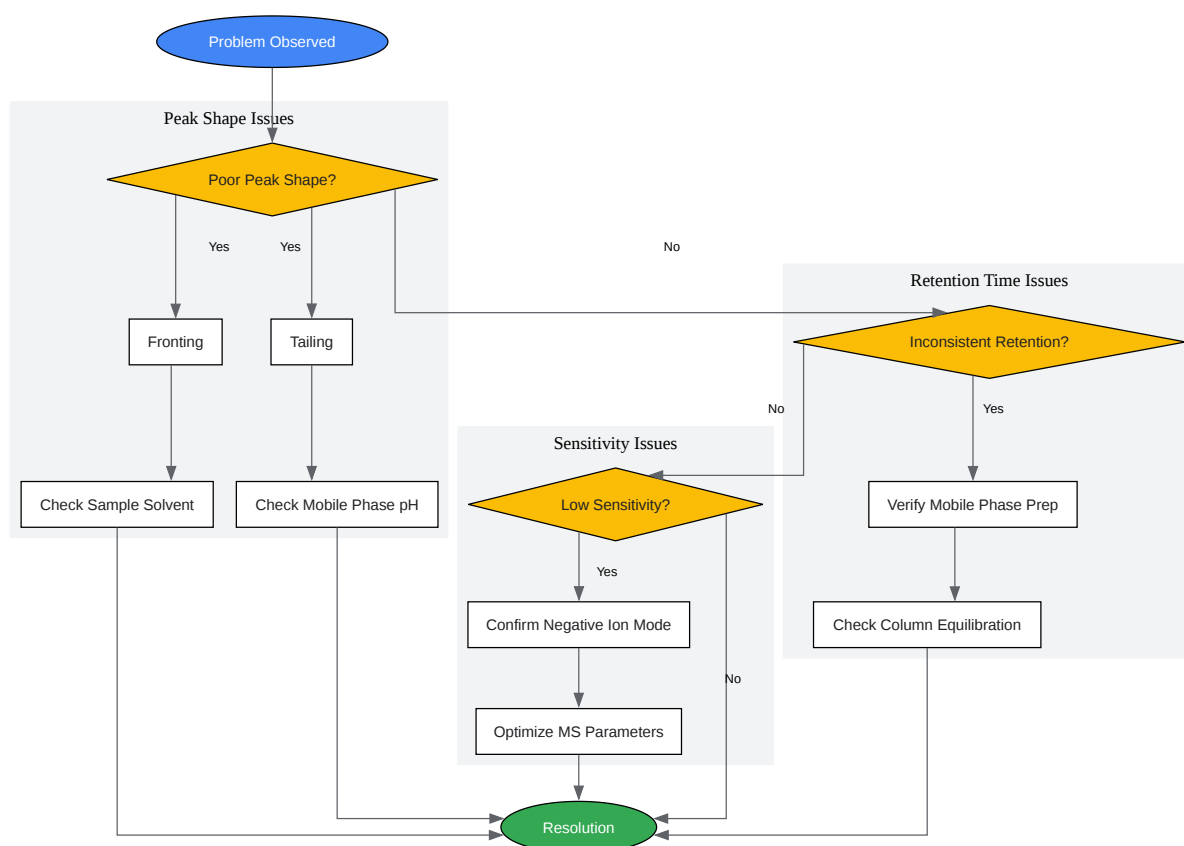 Problem Observed
Peak Shape Issues
Poor Peak Shape?
Yes
Yes
No
Retention Time Issues
Fronting
Tailing
Inconsistent Retention?
No
Yes
Sensitivity Issues
Check Sample Solvent
Check Mobile Phase pH
Low Sensitivity?
Verify Mobile Phase Prep
Yes
Confirm Negative Ion Mode
Check Column Equilibration
No
Optimize MS Parameters
Resolution